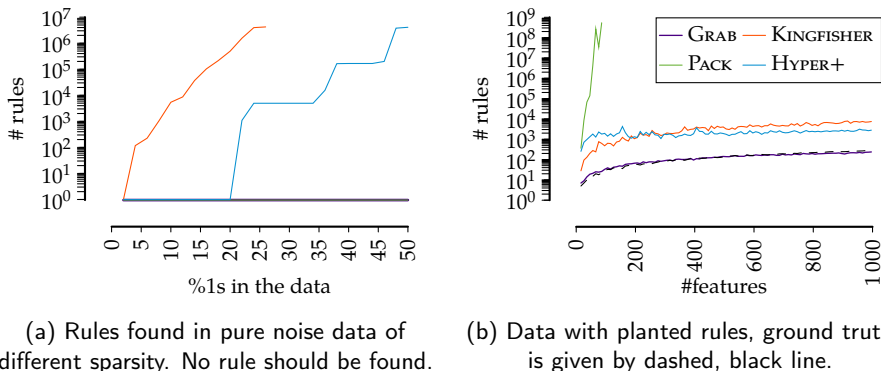 10^7
10^6
10^5
10^4
10^3
10^2
10^1
10^0
# rules
0
5
10
15
20
25
30
35
40
45
50
%1s in the data
(a) Rules found in pure noise data of
different sparsity. No rule should be found.
10^9
10^8
10^7
10^6
10^5
10^4
10^3
10^2
10^1
10^0
# rules
GRAB
KINGFISHER
PACK
HYPER+
0
200
400
600
800
1 000
#features
(b) Data with planted rules, ground trut
is given by dashed, black line.